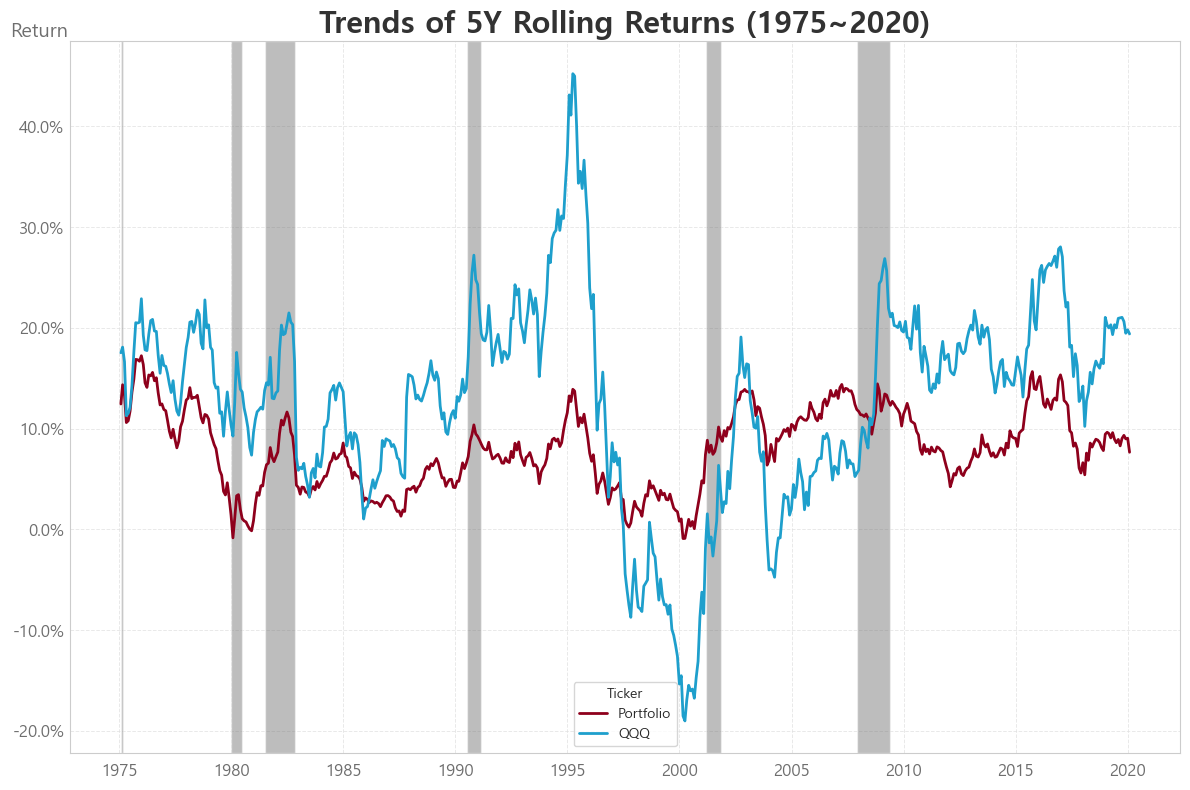 Trends of 5Y Rolling Returns (1975~2020)
Return
40.0%
30.0%
20.0%
10.0%
0.0%
-10.0%
-20.0%
Ticker
Portfolio
QQQ
1975 1980 1985 1990 1995 2000 2005 2010 2015 2020